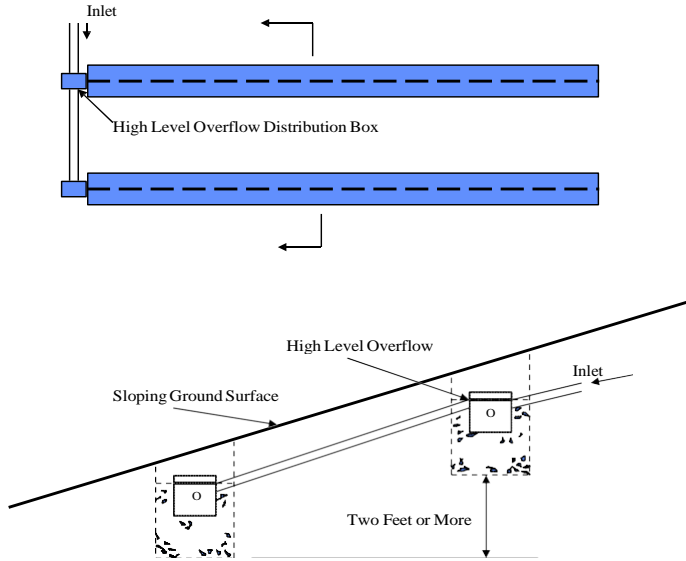 Inlet
High Level Overflow Distribution Box
High Level Overflow
Inlet
Sloping Ground Surface
O
O
Two Feet or More